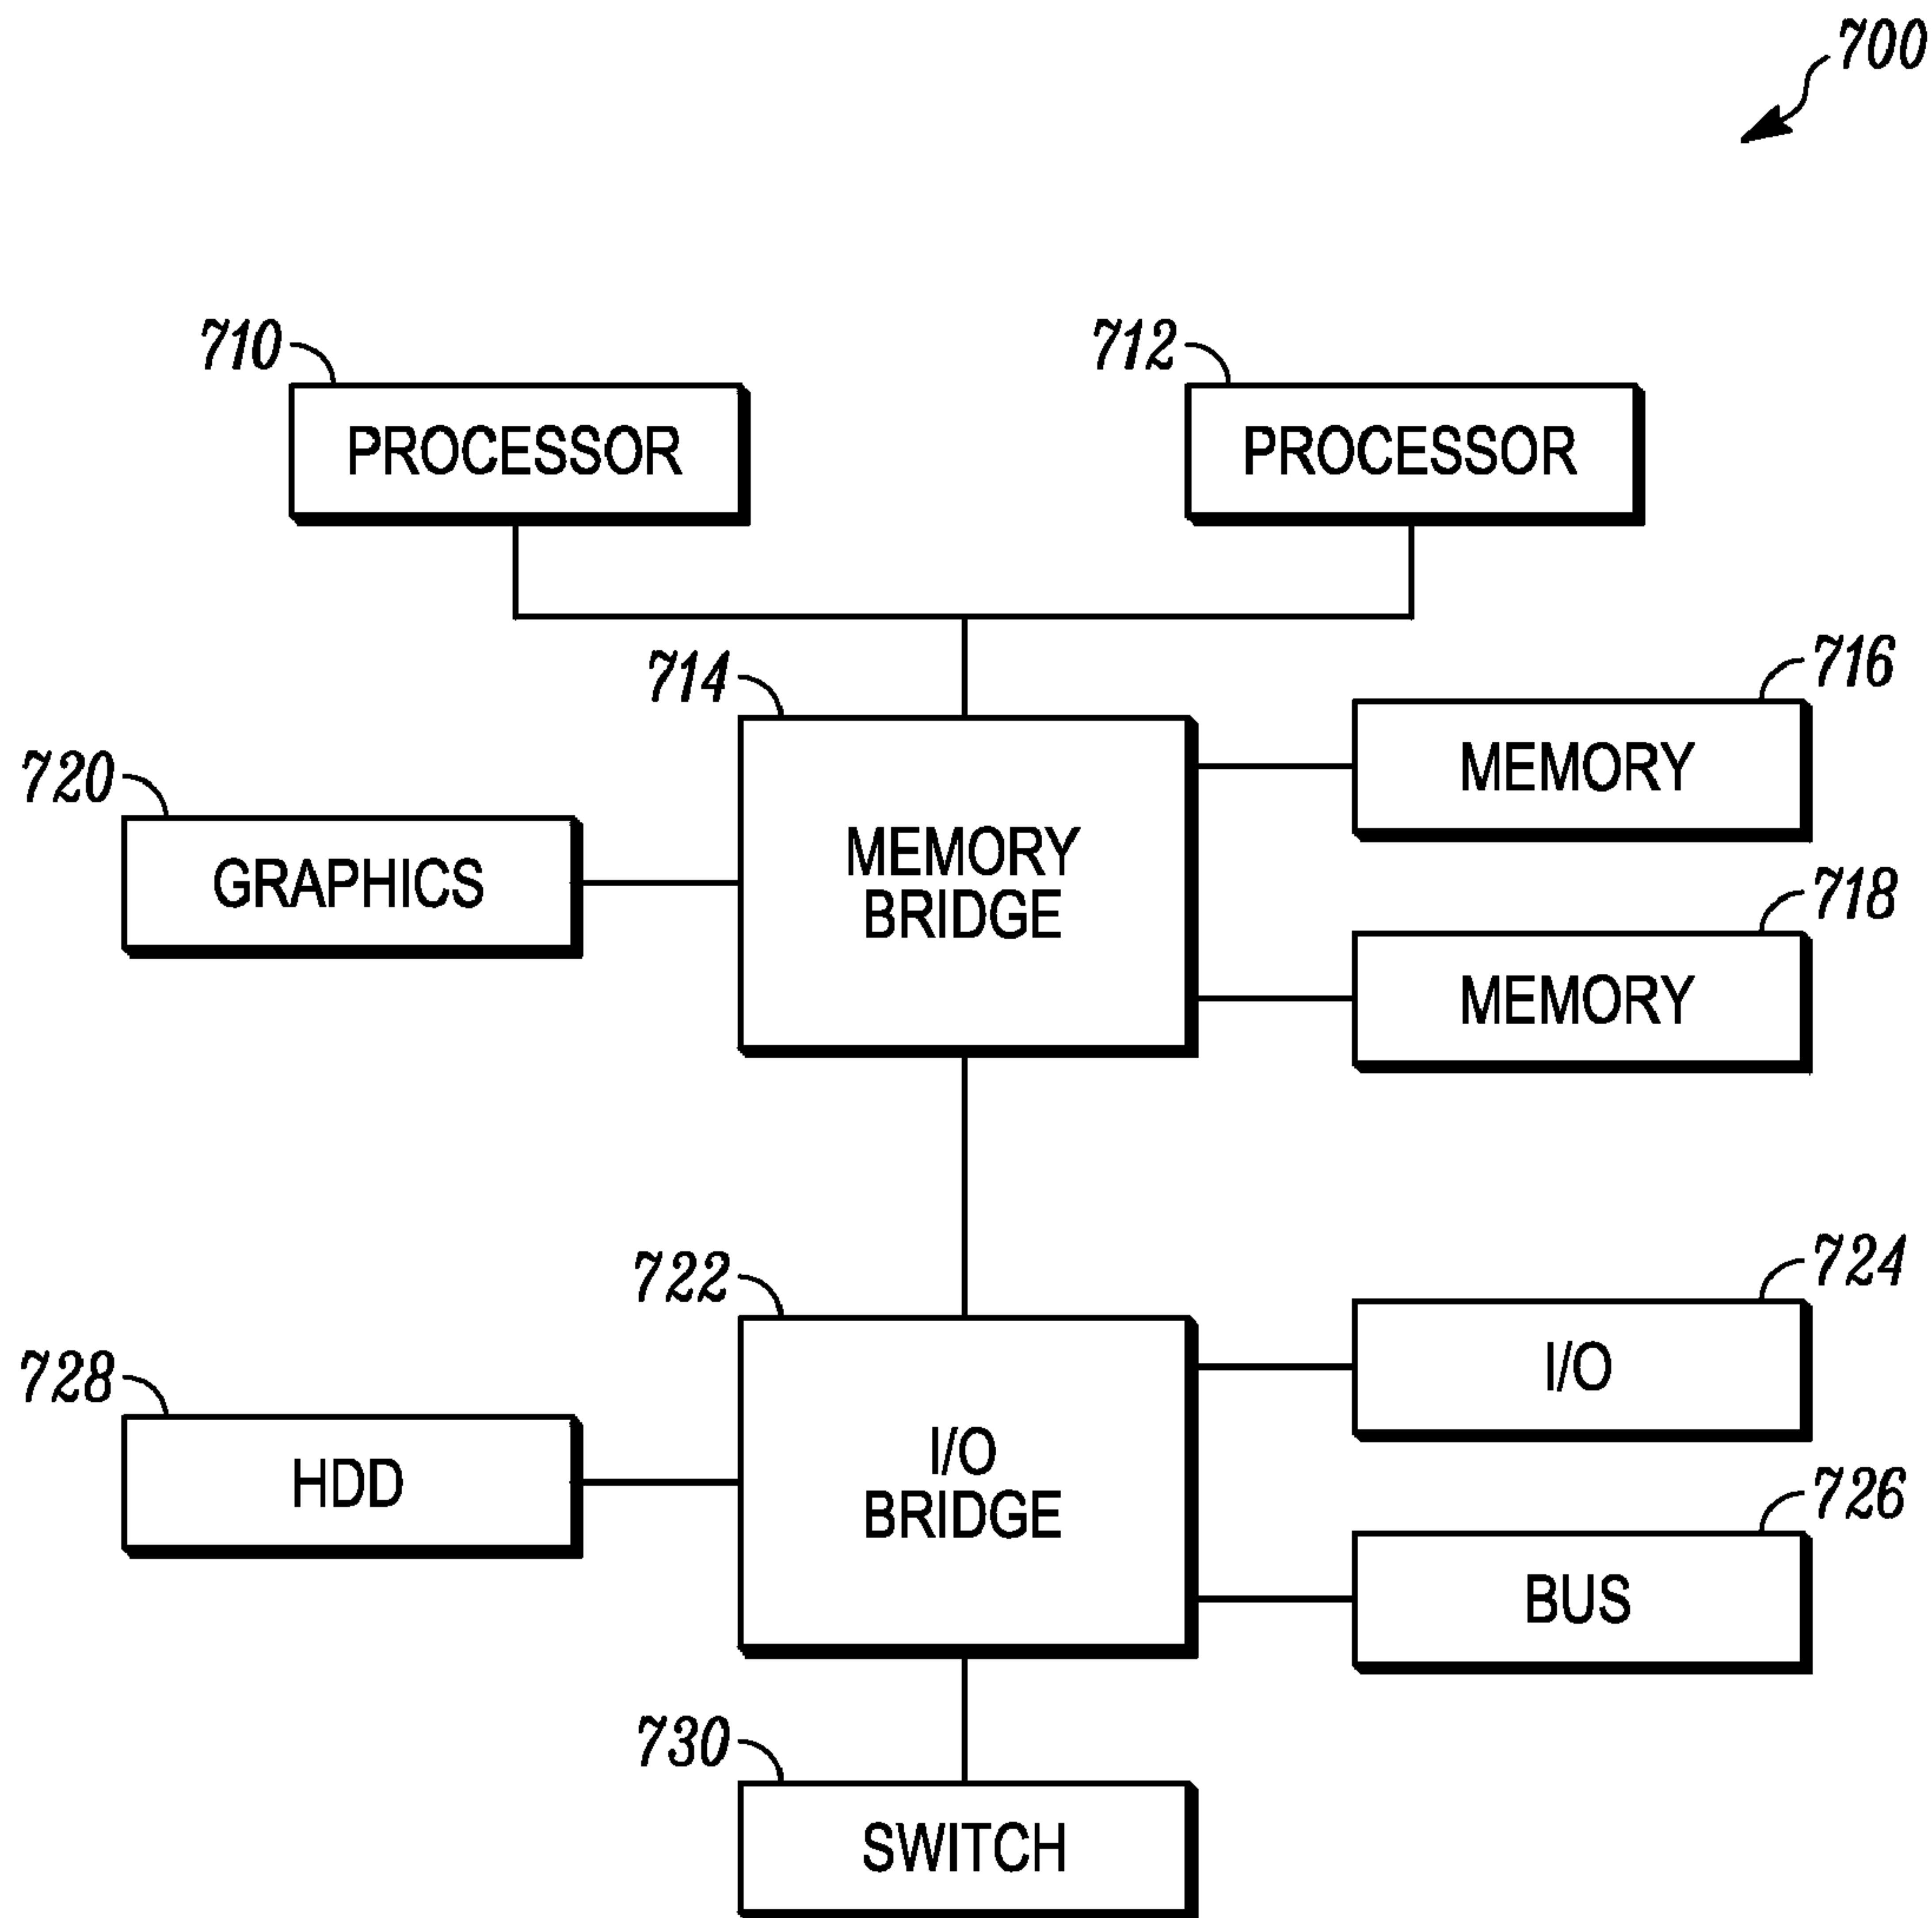 700
710
PROCESSOR
712
PROCESSOR
714
MEMORY
BRIDGE
716
MEMORY
720
GRAPHICS
718
MEMORY
722
I/O
BRIDGE
724
I/O
728
HDD
726
BUS
730
SWITCH